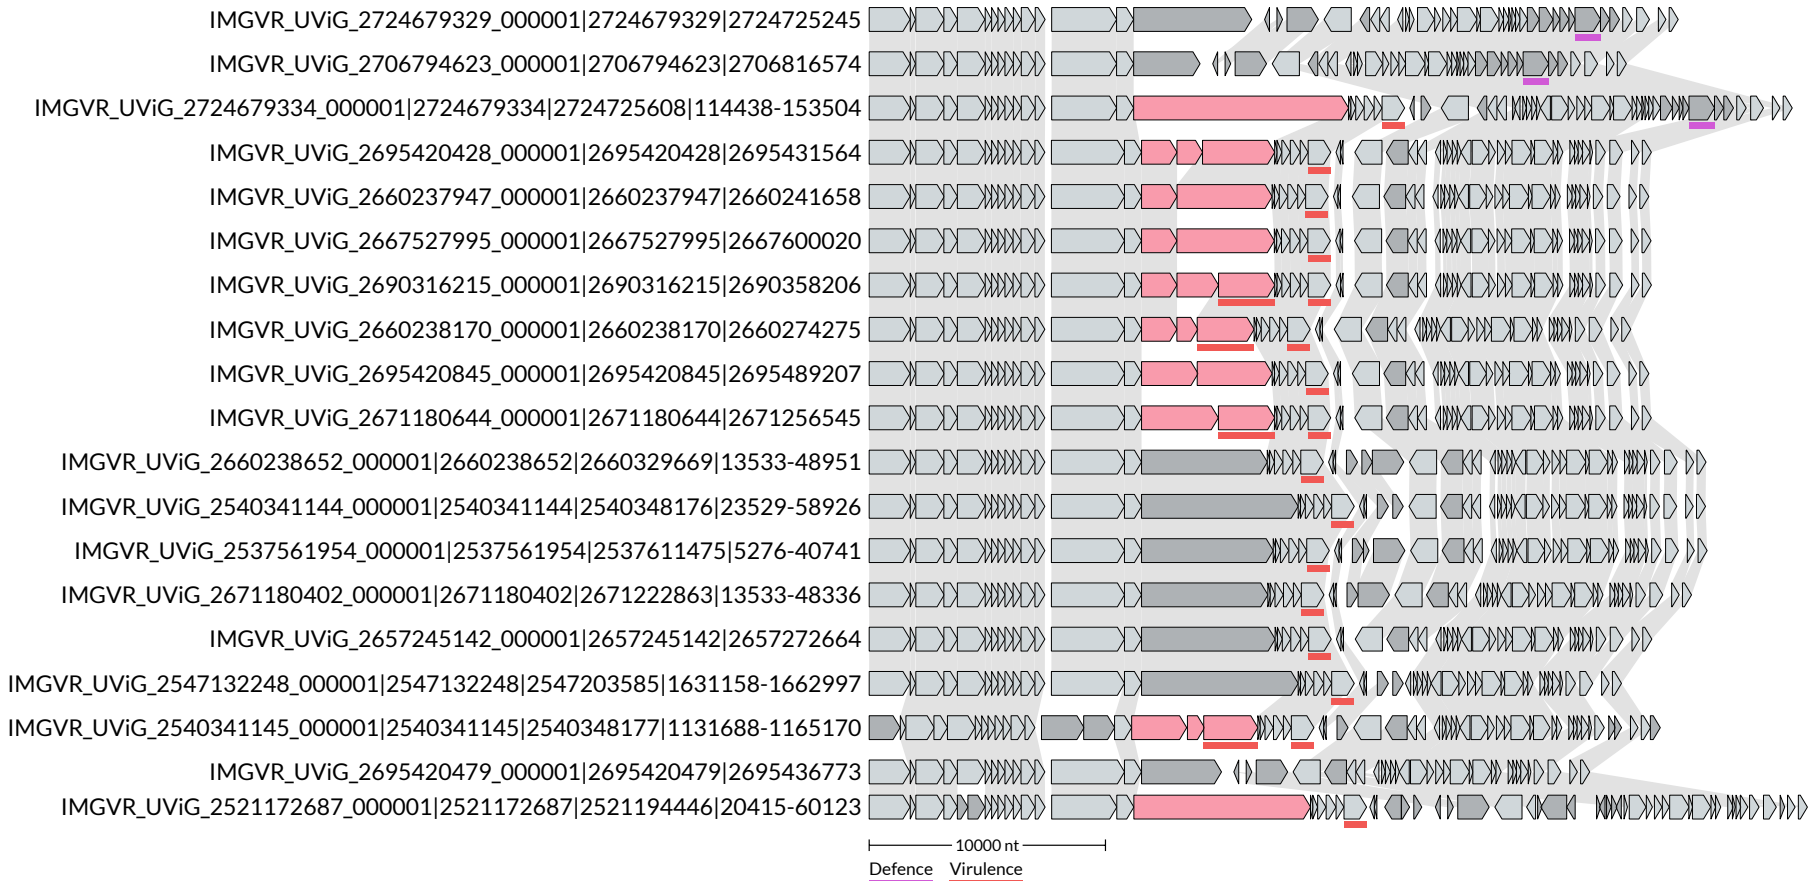 IMGVR_UViG_2724679329_000001|2724679329|2724725245
IMGVR_UViG_2706794623_000001|2706794623|2706816574
IMGVR_UViG_2724679334_000001|2724679334|2724725608|114438-153504
IMGVR_UViG_2695420428_000001|2695420428|2695431564
IMGVR_UViG_2660237947_000001|2660237947|2660241658
IMGVR_UViG_2667527995_000001|2667527995|2667600020
IMGVR_UViG_2690316215_000001|2690316215|2690358206
IMGVR_UViG_2660238170_000001|2660238170|2660274275
IMGVR_UViG_2695420845_000001|2695420845|2695489207
IMGVR_UViG_2671180644_000001|2671180644|2671256545
IMGVR_UViG_2660238652_000001|2660238652|2660329669|13533-48951
IMGVR_UViG_2540341144_000001|2540341144|2540348176|23529-58926
IMGVR_UViG_2537561954_000001|2537561954|2537611475|5276-40741
IMGVR_UViG_2671180402_000001|2671180402|2671222863|13533-48336
IMGVR_UViG_2657245142_000001|2657245142|2657272664
IMGVR_UViG_2547132248_000001|2547132248|2547203585|1631158-1662997
IMGVR_UViG_2540341145_000001|2540341145|2540348177|1131688-1165170
IMGVR_UViG_2695420479_000001|2695420479|2695436773
IMGVR_UViG_2521172687_000001|2521172687|2521194446|20415-60123
10000 nt
Defence Virulence